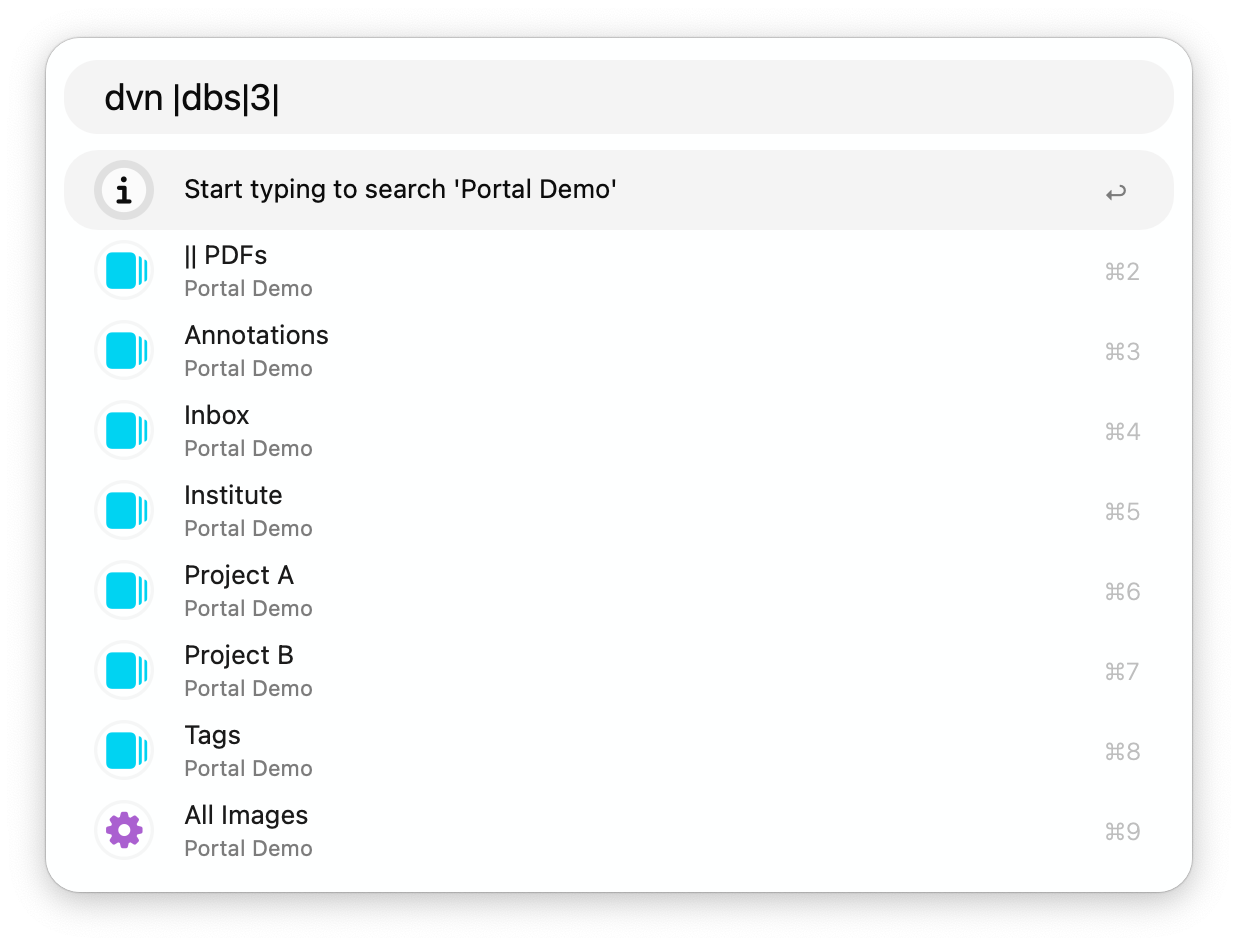 dvn |dbs|3|
i
Start typing to search 'Portal Demo'
↩
|| PDFs
Portal Demo
⌘2
Annotations
Portal Demo
⌘3
Inbox
Portal Demo
⌘4
Institute
Portal Demo
⌘5
Project A
Portal Demo
⌘6
Project B
Portal Demo
⌘7
Tags
Portal Demo
⌘8
All Images
Portal Demo
⌘9